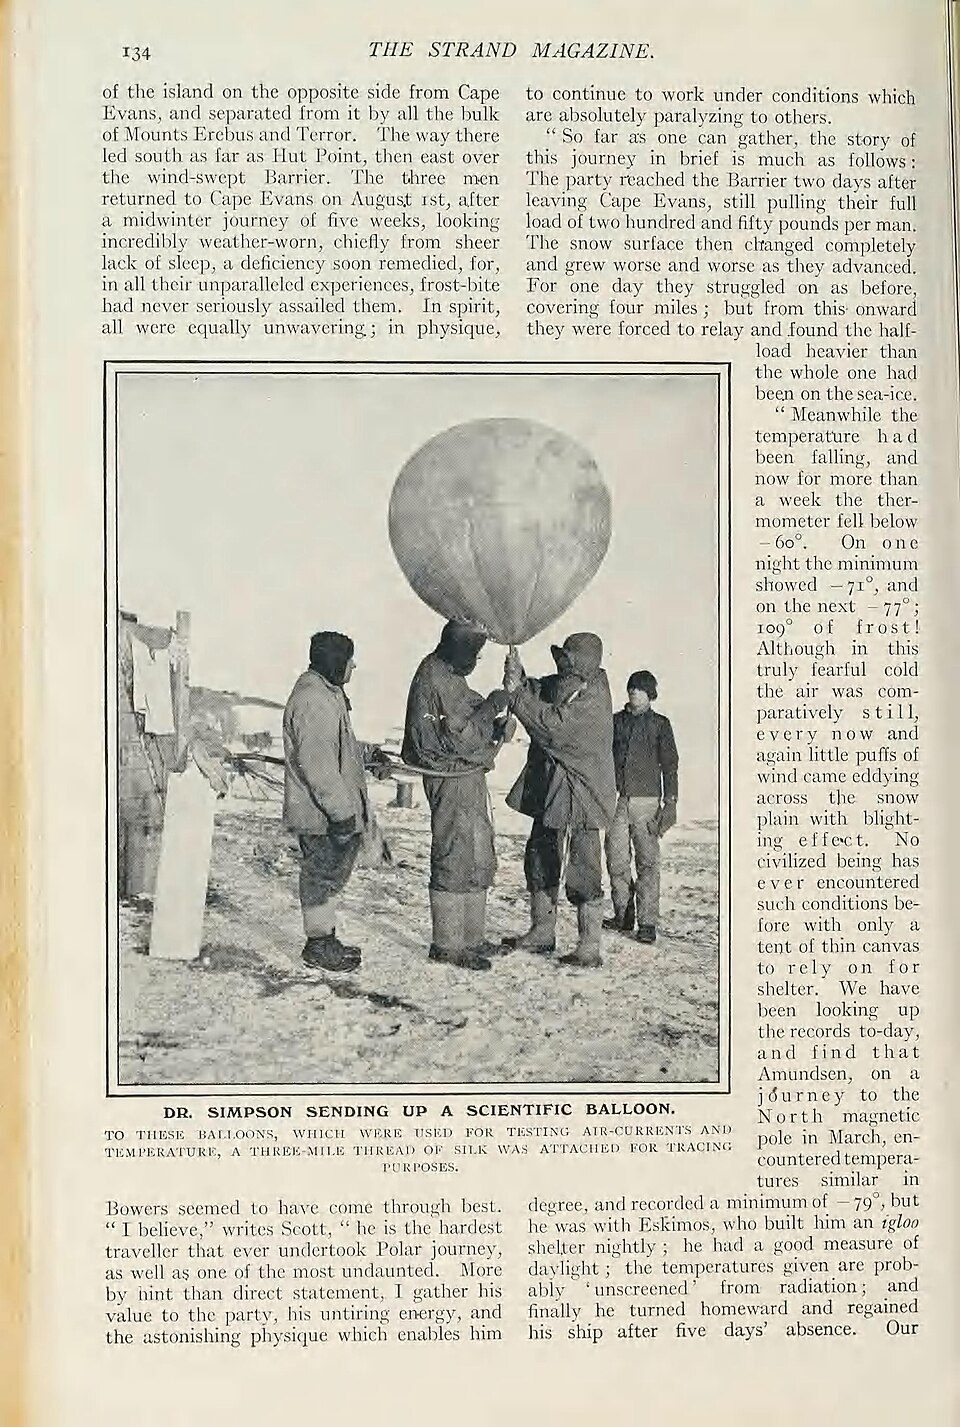 134
THE STRAND MAGAZINE.
of the island on the opposite side from Cape
Evans, and separated from it by all the bulk
of Mounts Erebus and Terror. The way there
led south as far as Hut Point, then east over
the wind-swept Barrier. The three men
returned to Cape Evans on August 1st, after
a midwinter journey of five weeks, looking
incredibly weather-worn, chiefly from sheer
lack of sleep, a deficiency soon remedied, for,
in all their unparalleled experiences, frost-bite
had never seriously assailed them. In spirit,
all were equally unwavering; in physique,
DR. SIMPSON SENDING UP A SCIENTIFIC BALLOON.
TO THESE BALLOONS, WHICH WERE USED FOR TESTING AIR-CURRENTS AND
TEMPERATURE, A THREE-MILE THREAD OF SILK WAS ATTACHED FOR TRACING
PURPOSES.
Bowers seemed to have come through best.
“ I believe,” writes Scott, “ he is the hardest
traveller that ever undertook Polar journey,
as well as one of the most undaunted. More
by hint than direct statement, I gather his
value to the party, his untiring energy, and
the astonishing physique which enables him
to continue to work under conditions which
are absolutely paralyzing to others.
“ So far as one can gather, the story of
this journey in brief is much as follows :
The party reached the Barrier two days after
leaving Cape Evans, still pulling their full
load of two hundred and fifty pounds per man.
The snow surface then changed completely
and grew worse and worse as they advanced.
For one day they struggled on as before,
covering four miles ; but from this onward
they were forced to relay and found the half-
load heavier than
the whole one had
been on the sea-ice.
“ Meanwhile the
temperature had
been falling, and
now for more than
a week the ther-
mometer fell below
– 60°. On one
night the minimum
showed – 71°, and
on the next – 77° ;
109° of frost!
Although in this
truly fearful cold
the air was com-
paratively still,
every now and
again little puffs of
wind came eddying
across the snow
plain with blight-
ing effect. No
civilized being has
ever encountered
such conditions be-
fore with only a
tent of thin canvas
to rely on for
shelter. We have
been looking up
the records to-day,
and find that
Amundsen, on a
journey to the
North magnetic
pole in March, en-
countered tempera-
tures similar in
degree, and recorded a minimum of – 79°, but
he was with Eskimos, who built him an igloo
shelter nightly ; he had a good measure of
daylight ; the temperatures given are prob-
ably ‘ unscreened ’ from radiation ; and
finally he turned homeward and regained
his ship after five days’ absence. Our